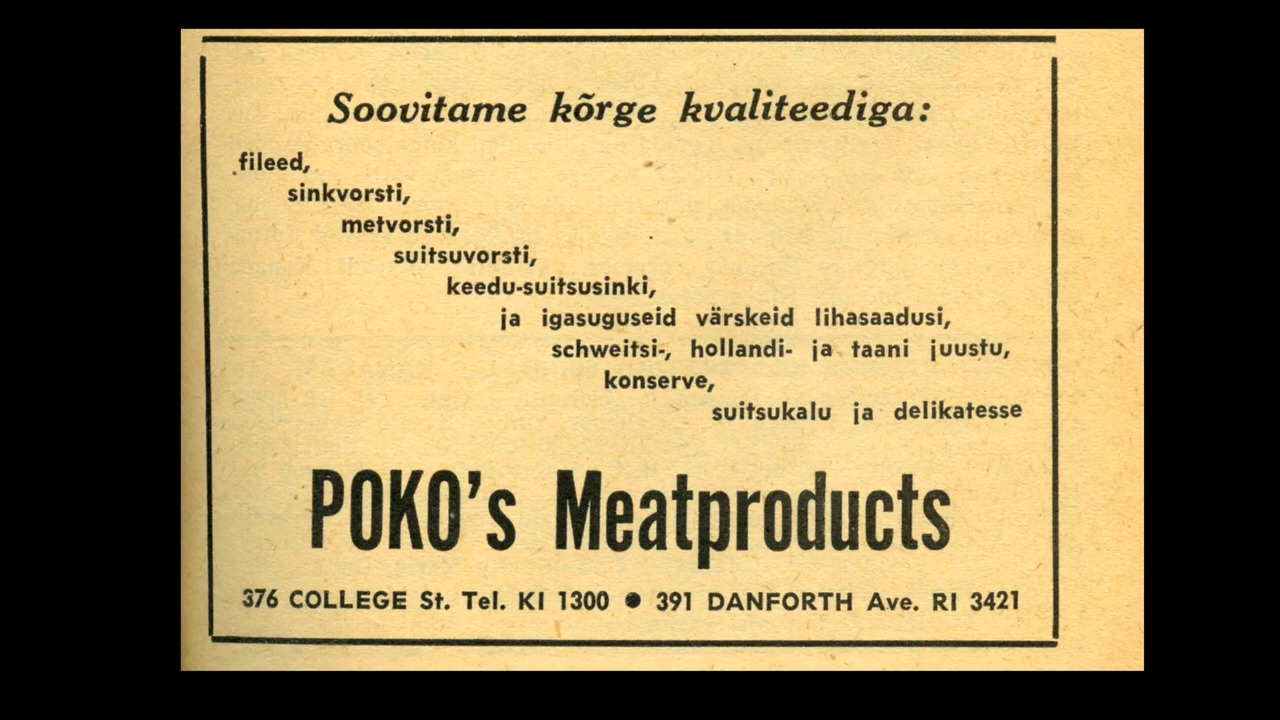 Soovitame kõrge kvaliteediga:
fileed,
sinkvorsti,
metvorsti,
suitsuvorsti,
keedu-suitsusinki,
ja igasuguseid värskeid lihasaadusi,
schweitsi-, hollandi- ja taani juustu,
konserve,
suitsukalu ja delikatesse
POKO's Meatproducts
376 COLLEGE St. Tel. KI 1300 ● 391 DANFORTH Ave. RI 3421